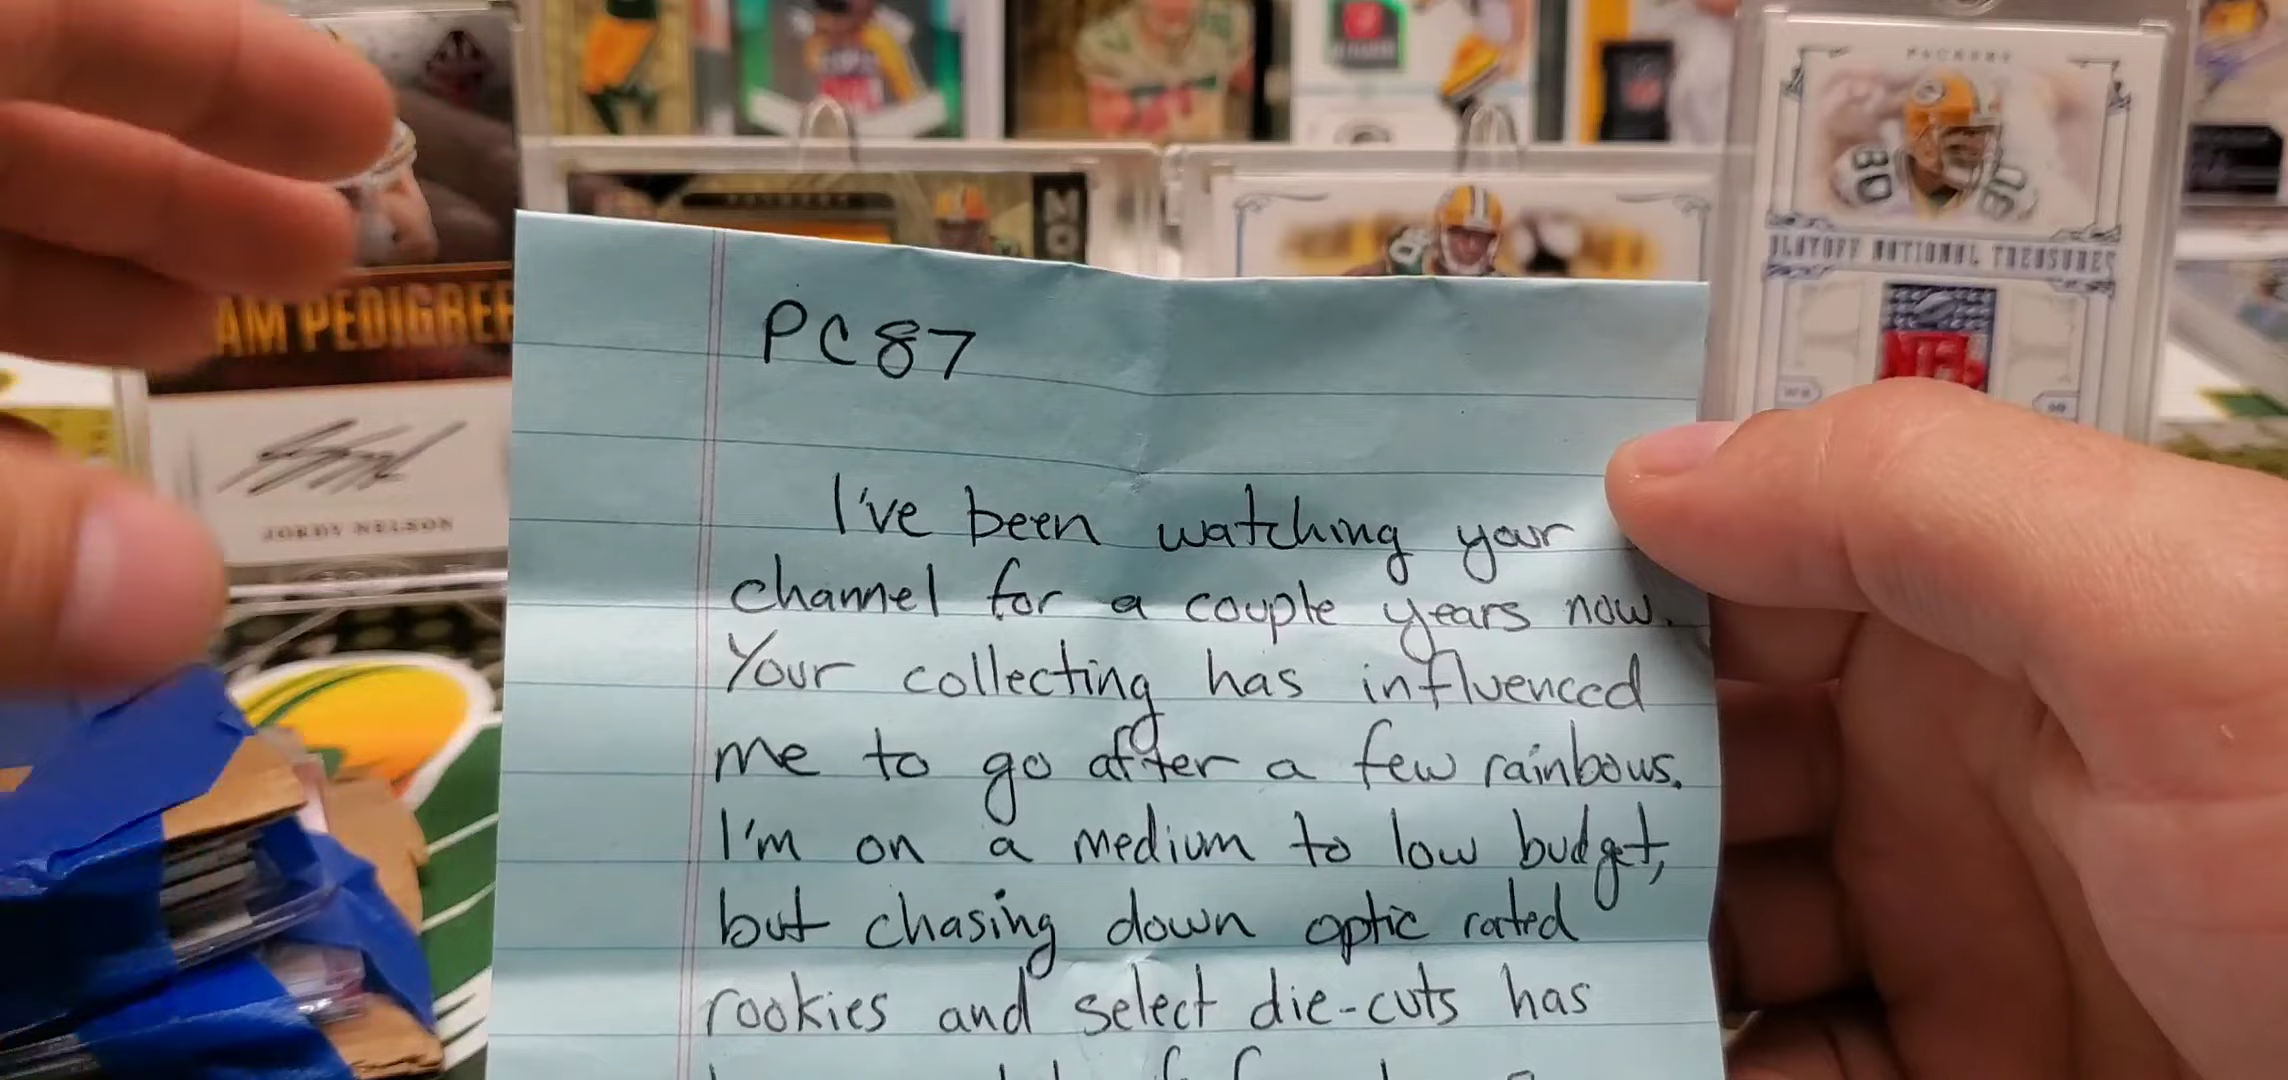 PACKERS
80
PLAYOFF NATIONAL TREASURES
NFL
AM PEDIGREE
JORDY NELSON
PC87
I've been watching your
channel for a couple years now.
Your collecting has influenced
me to go after a few rainbows.
I'm on a medium to low budget,
but chasing down optic rated
rookies and select die-cuts has